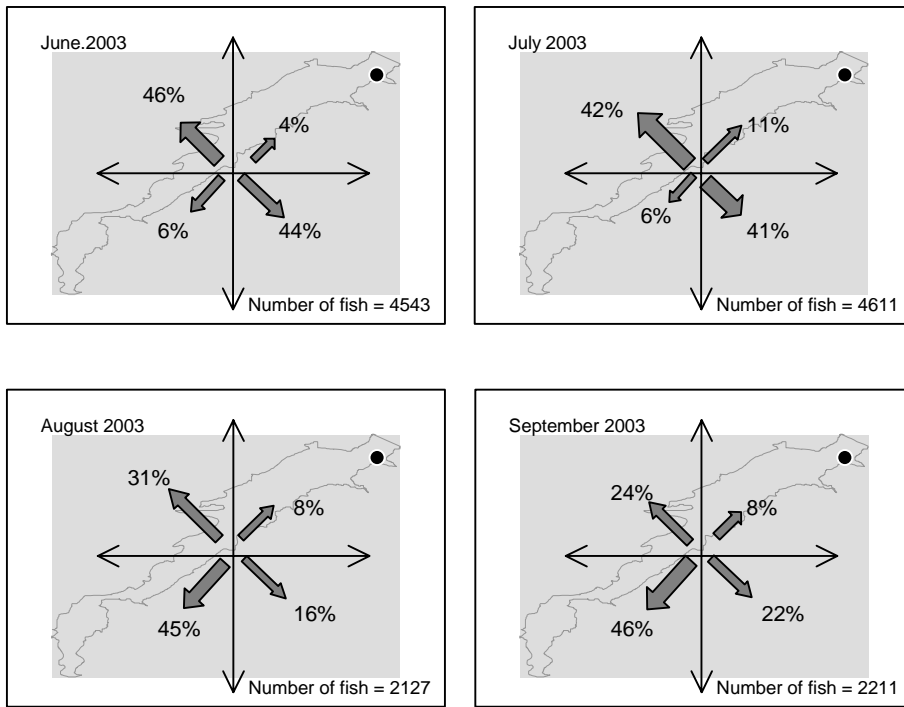 June.2003
46%
4%
6%
44%
Number of fish = 4543
July 2003
42%
11%
6%
41%
Number of fish = 4611
August 2003
31%
8%
45%
16%
Number of fish = 2127
September 2003
24%
8%
46%
22%
Number of fish = 2211